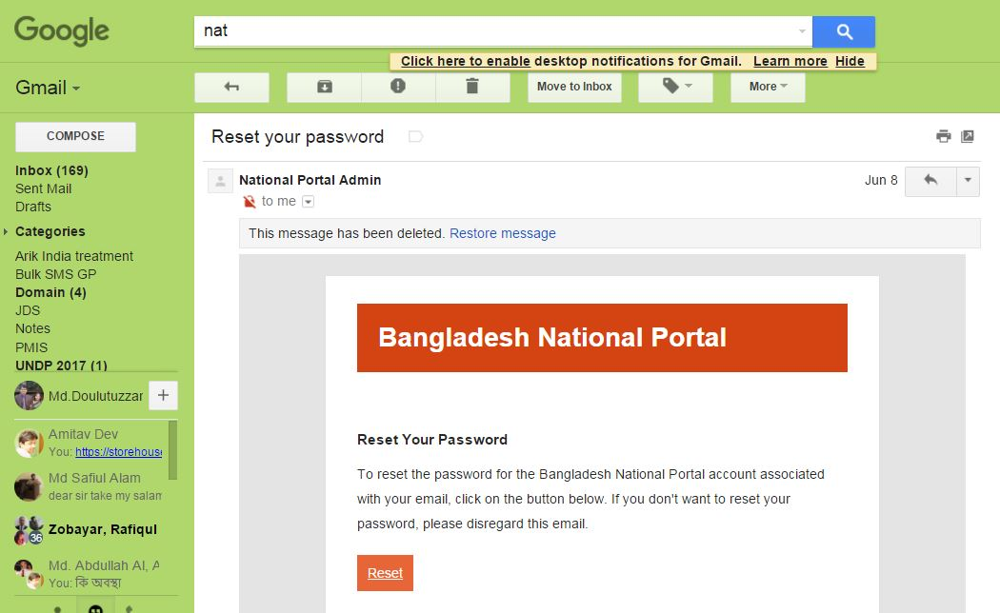 Google
nat
Click here to enable desktop notifications for Gmail. Learn more Hide
Gmail
Move to Inbox
More
COMPOSE
Inbox (169)
Sent Mail
Drafts
Categories
Arik India treatment
Bulk SMS GP
Domain (4)
JDS
Notes
PMIS
UNDP 2017 (1)
Md.Doulutuzzar
+
Amitav Dev
You: https://storehous
Md Safiul Alam
dear sir take my salam
36
Zobayar, Rafiqul
Md. Abdullah Al, A
You: কি অবস্থা
Reset your password
National Portal Admin
Jun 8
to me
This message has been deleted. Restore message
Bangladesh National Portal
Reset Your Password
To reset the password for the Bangladesh National Portal account associated
with your email, click on the button below. If you don't want to reset your
password, please disregard this email.
Reset